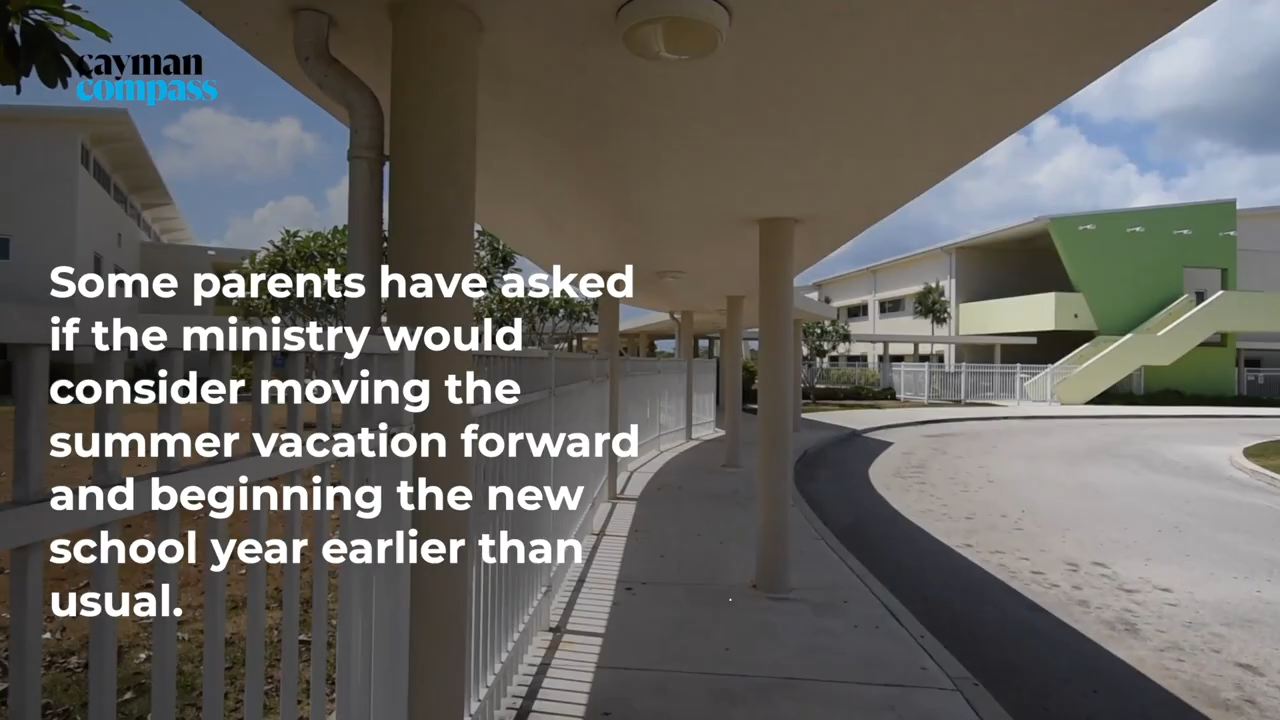 cayman
compass
Some parents have asked
if the ministry would
consider moving the
summer vacation forward
and beginning the new
school year earlier than
usual.